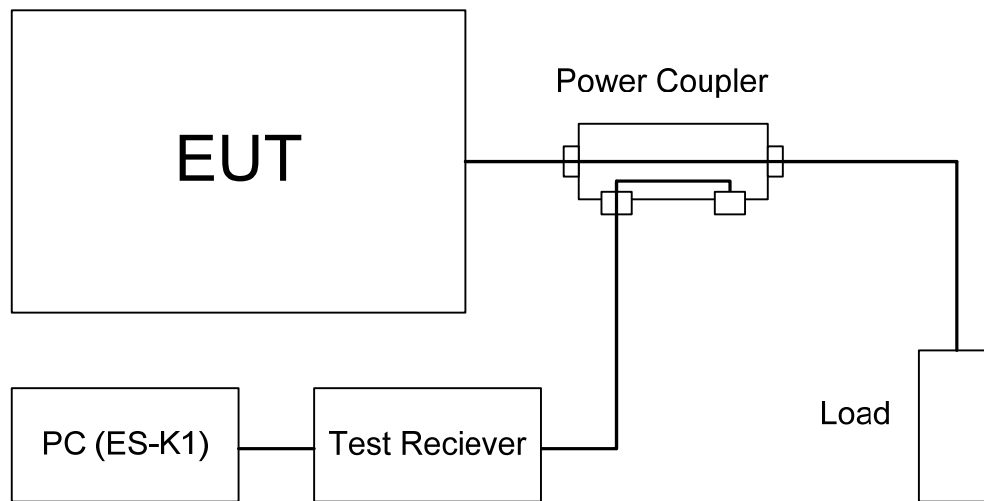 Power Coupler
EUT
Load
PC (ES-K1)
Test Reciever